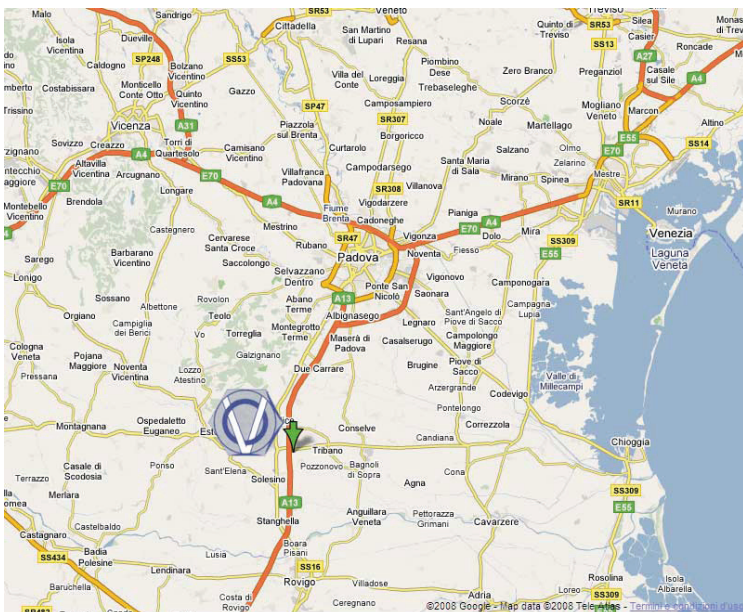 Malo
Sandrigo
Cittadella
Veneto
San Martino
di Lupari
Resana
Treviso
Quinto di
Treviso
SR53
Silea
Casier
Monast
di Trev
Roncade
Isola
Vicentina
Dueville
SP248
Bolzano
Vicentino
SS53
Caldogno
Costabissara
Monticello
Conte Otto
Quinto
Vicentino
Gazzo
SP47
Villa del
Conte
Loreggia
Piombino
Dese
Trebaseleghe
Zero Branco
Preganziol
SS13
A27
Casale
sul Sile
A4
Camposampiero
Scorzè
Mogliano
Veneto
Marcon
Altino
Vicenza
A31
Piazzola
sul Brenta
SR307
Borgoricco
Noale
Martellago
E55
Sovizzo
Creazzo
Torri di
Quartesolo
Camisano
Vicentino
Curtarolo
Campodarsego
Santa Maria
di Sala
Salzano
Olmo
Zelarino
E70
SS14
A4
Altavilla
Vicentina
Arcugnano
E70
Villafranca
Padovana
SR308
Villanova
Mirano
Spinea
Mestre
E70
Brendola
Longare
A4
Fiume
Brenta
Vigodarzere
Cadoneghe
Pianiga
A4
SR11
Murano
Montebello
Vicentino
Castegnero
Mestrino
SR47
Vigonza
E70
Dolo
Mira
SS309
Venezia
Sarego
Barbarano
Vicentino
Cervarese
Santa Croce
Rubano
Padova
Noventa
Fiesso
E55
Laguna
Veneta
Lonigo
Saccolongo
Selvazzano
Dentro
Ponte San
Nicolò
Vigonovo
Camponogara
Sossano
Albettone
Rovolon
Abano
Terme
A13
Saonara
Campagna
Lupia
Orgiano
Campiglia
dei Berici
Teolo
Albignasego
Sant'Angelo di
Piove di Sacco
Vo
Torreglia
Montegrotto
Terme
Legnaro
Campolongo
Maggiore
Cologna
Veneta
Pojana
Maggiore
Galzignano
Maserà di
Padova
Casalserugo
Pressana
Noventa
Vicentina
Lozzo
Atestino
Due Carrare
Brugine
Piove di
Sacco
Valle di
Millecampi
Arzergrande
Codevigo
Pontelongo
Montagnana
Ospedaletto
Euganeo
Est
Conselve
Correzzola
Candiana
Chioggia
Casale di
Scodosia
Ponso
Sant'Elena
Tribano
Pozzonovo
Bagnoli
di Sopra
Cona
Terrazzo
Merlara
Solesino
Agna
SS309
A13
E55
Castelbaldo
Stanghella
Anguillara
Veneta
Pettorazza
Grimani
Cavarzere
Castagnaro
SS434
Badia
Polesine
Lusia
Boara
Pisani
Lendinara
SS16
Rovigo
Villadose
Rosolina
Isola
Albarella
Baruchella
Costa di
Rovigo
Ceregnano
Adria
Loreo
SS309
©2008 Google - Map data ©2008 Tele Atlas - Termini e condizioni d'uso